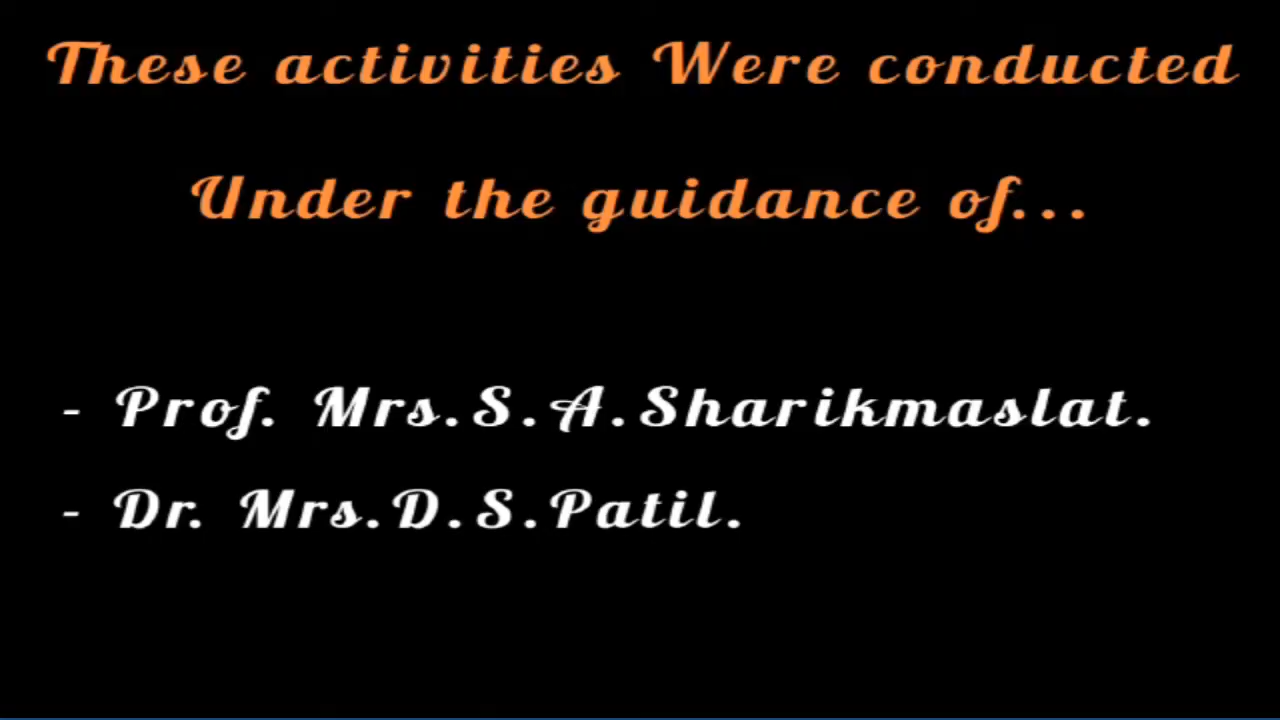 These activities Were conducted
Under the guidance of...
- Prof. Mrs.S.A.Sharikmaslat.
- Dr. Mrs.D.S.Patil.